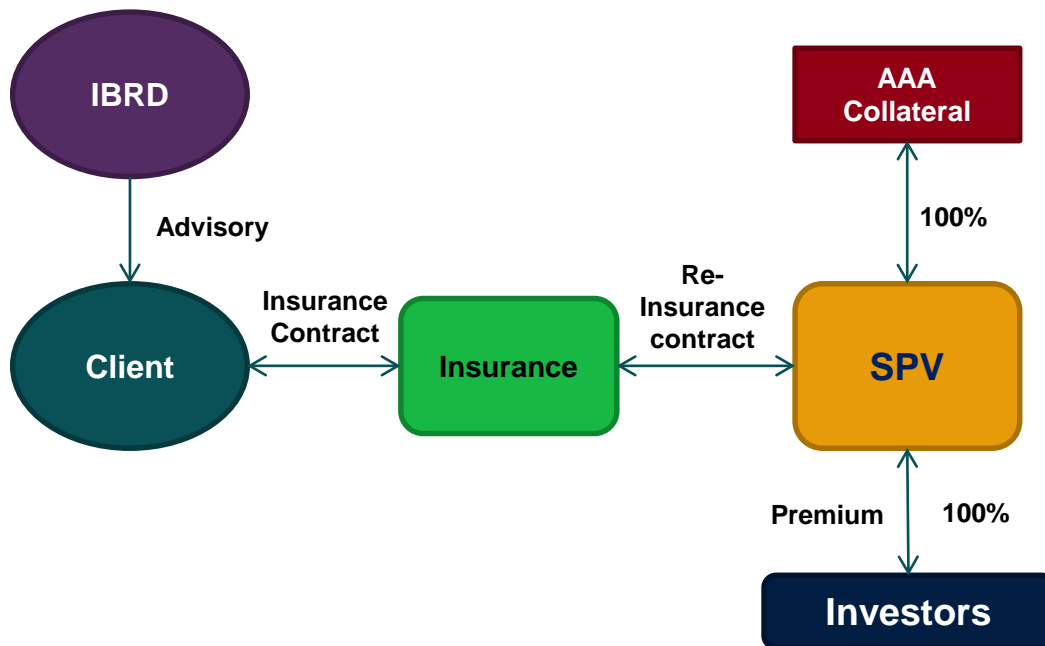 IBRD
AAA
Collateral
Advisory
100%
Client
Insurance
Contract
Insurance
Re-
Insurance
contract
SPV
Premium
100%
Investors